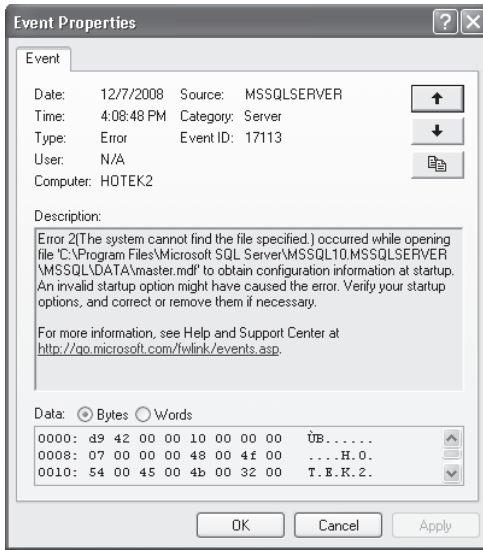 Event Properties
Event
Date: 12/7/2008 Source: MSSQLSERVER
Time: 4:08:48 PM Category: Server
Type: Error Event ID: 17113
User: N/A
Computer: HOTEK2
Description:
Error 2(The system cannot find the file specified.) occurred while opening
file 'C:\Program Files\Microsoft SQL Server\MSSQL10.MSSQLSERVER
\MSSQL\DATA\master.mdf' to obtain configuration information at startup.
An invalid startup option might have caused the error. Verify your startup
options, and correct or remove them if necessary.
For more information, see Help and Support Center at
http://go.microsoft.com/fwlink/events.asp.
Data: Bytes Words
0000: d9 42 00 00 10 00 00 00 ÙB......
0008: 07 00 00 00 48 00 4f 00 ....H.O.
0010: 54 00 45 00 4b 00 32 00 T.E.K.2.
OK Cancel Apply